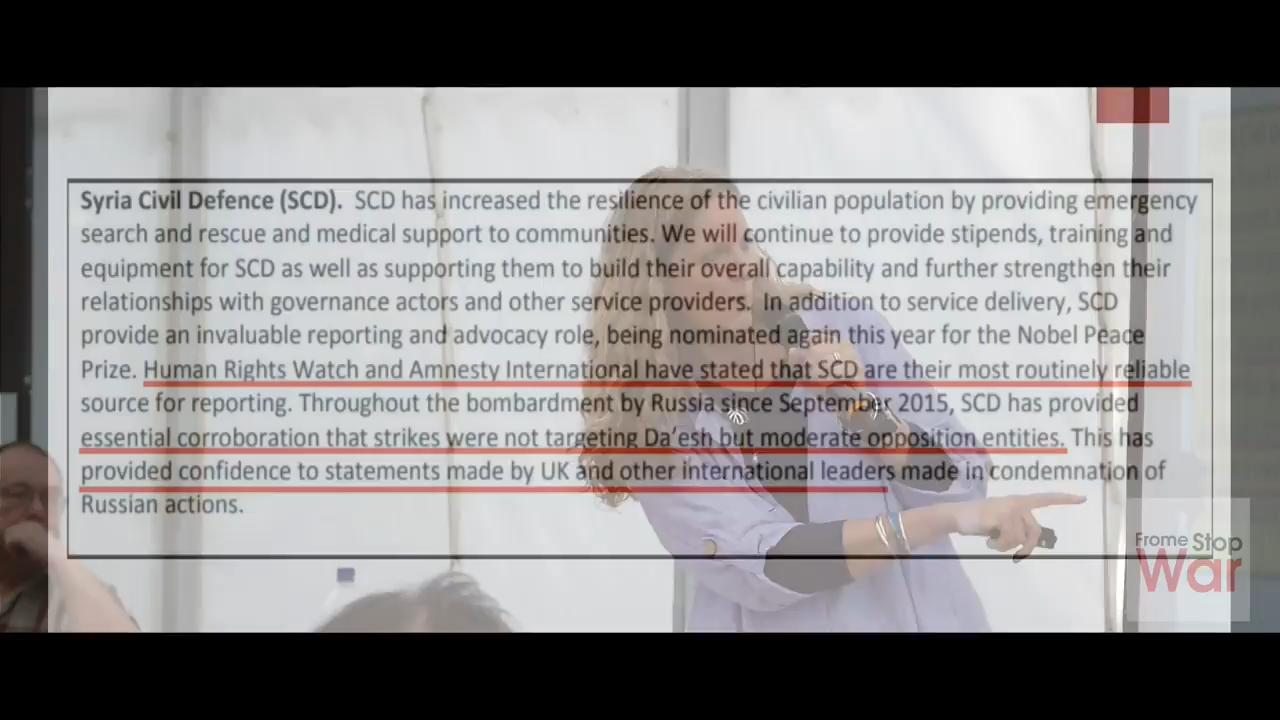 Syria Civil Defence (SCD). SCD has increased the resilience of the civilian population by providing emergency
search and rescue and medical support to communities. We will continue to provide stipends, training and
equipment for SCD as well as supporting them to build their overall capability and further strengthen their
relationships with governance actors and other service providers. In addition to service delivery, SCD
provide an invaluable reporting and advocacy role, being nominated again this year for the Nobel Peace
Prize. Human Rights Watch and Amnesty International have stated that SCD are their most routinely reliable
source for reporting. Throughout the bombardment by Russia since September 2015, SCD has provided
essential corroboration that strikes were not targeting Da'esh but moderate opposition entities. This has
provided confidence to statements made by UK and other international leaders made in condemnation of
Russian actions.
Frome Stop
War